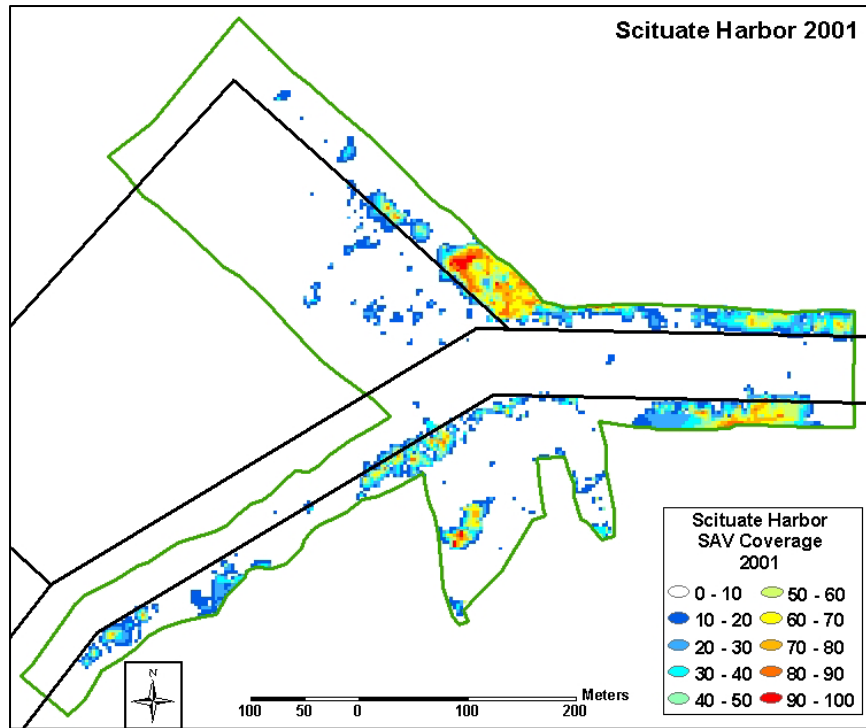 Scituate Harbor 2001
Scituate Harbor
SAV Coverage
2001
0 - 10
10 - 20
20 - 30
30 - 40
40 - 50
50 - 60
60 - 70
70 - 80
80 - 90
90 - 100
N
Meters
100 50 0 100 200